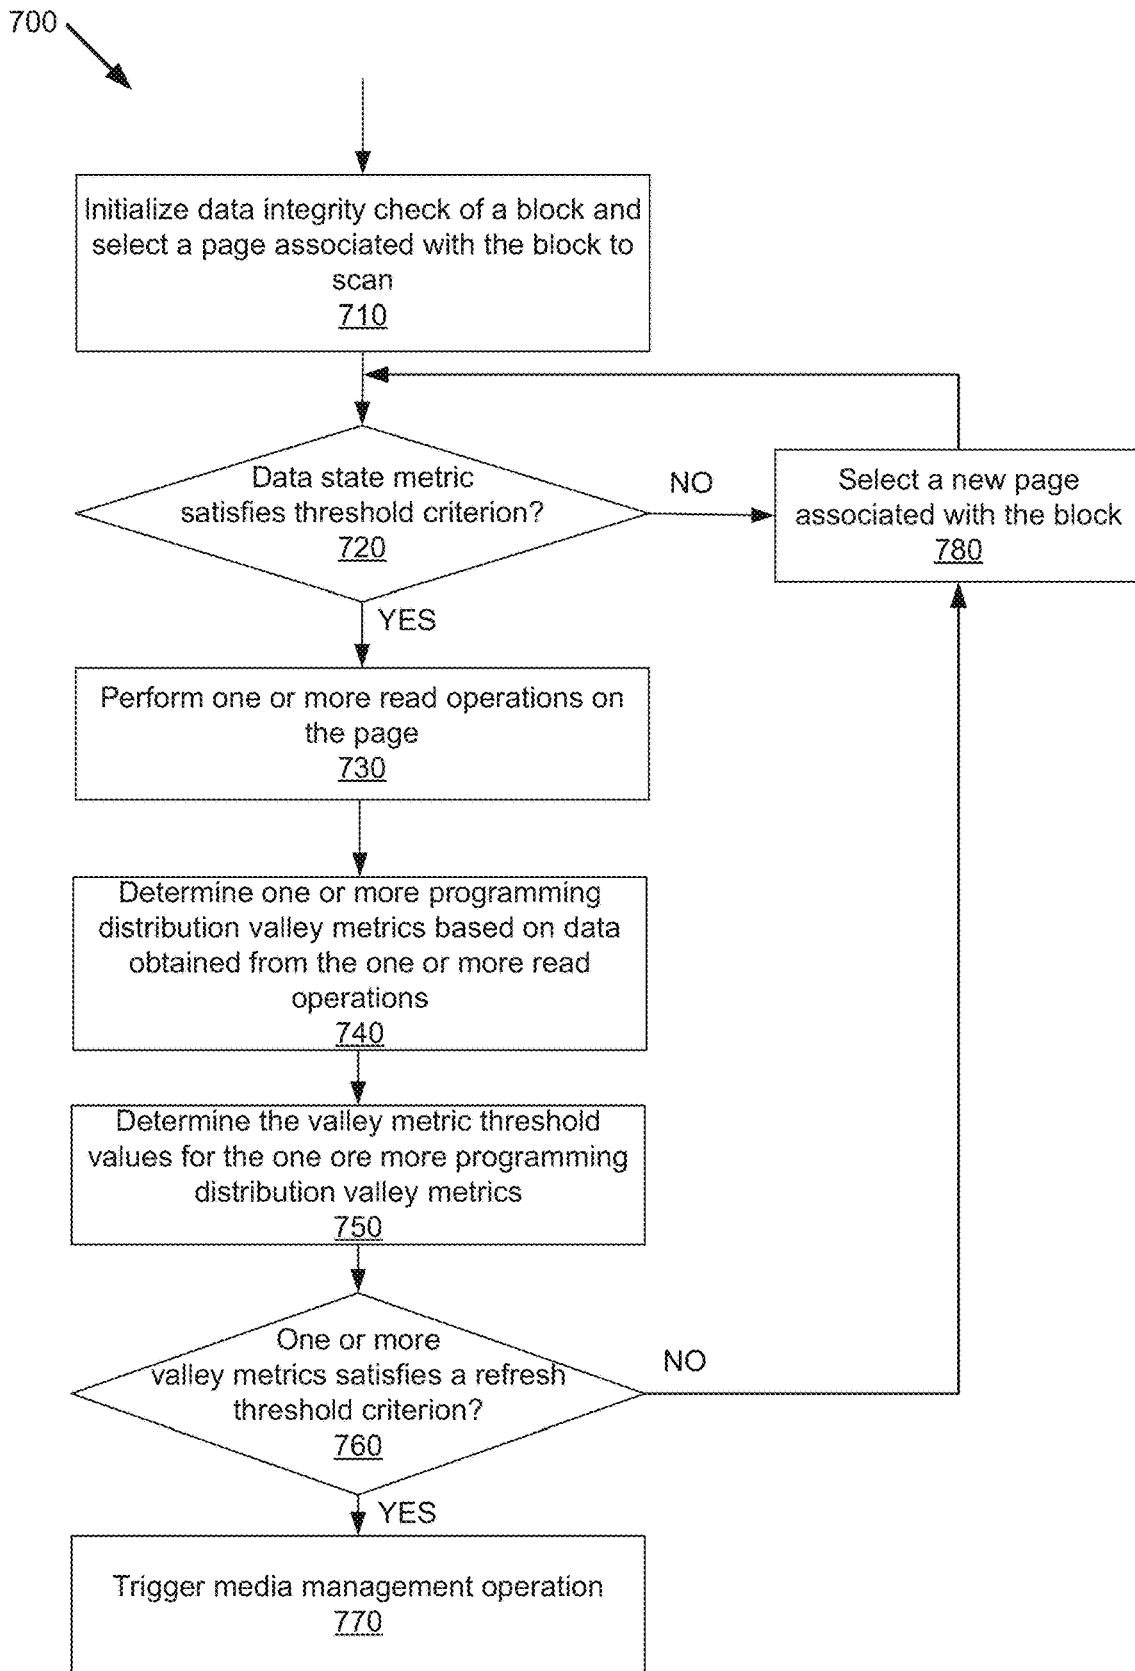 700
Initialize data integrity check of a block and
select a page associated with the block to
scan
710
Data state metric
satisfies threshold criterion?
720
NO
Select a new page
associated with the block
780
YES
Perform one or more read operations on
the page
730
Determine one or more programming
distribution valley metrics based on data
obtained from the one or more read
operations
740
Determine the valley metric threshold
values for the one ore more programming
distribution valley metrics
750
One or more
valley metrics satisfies a refresh
threshold criterion?
760
NO
YES
Trigger media management operation
770